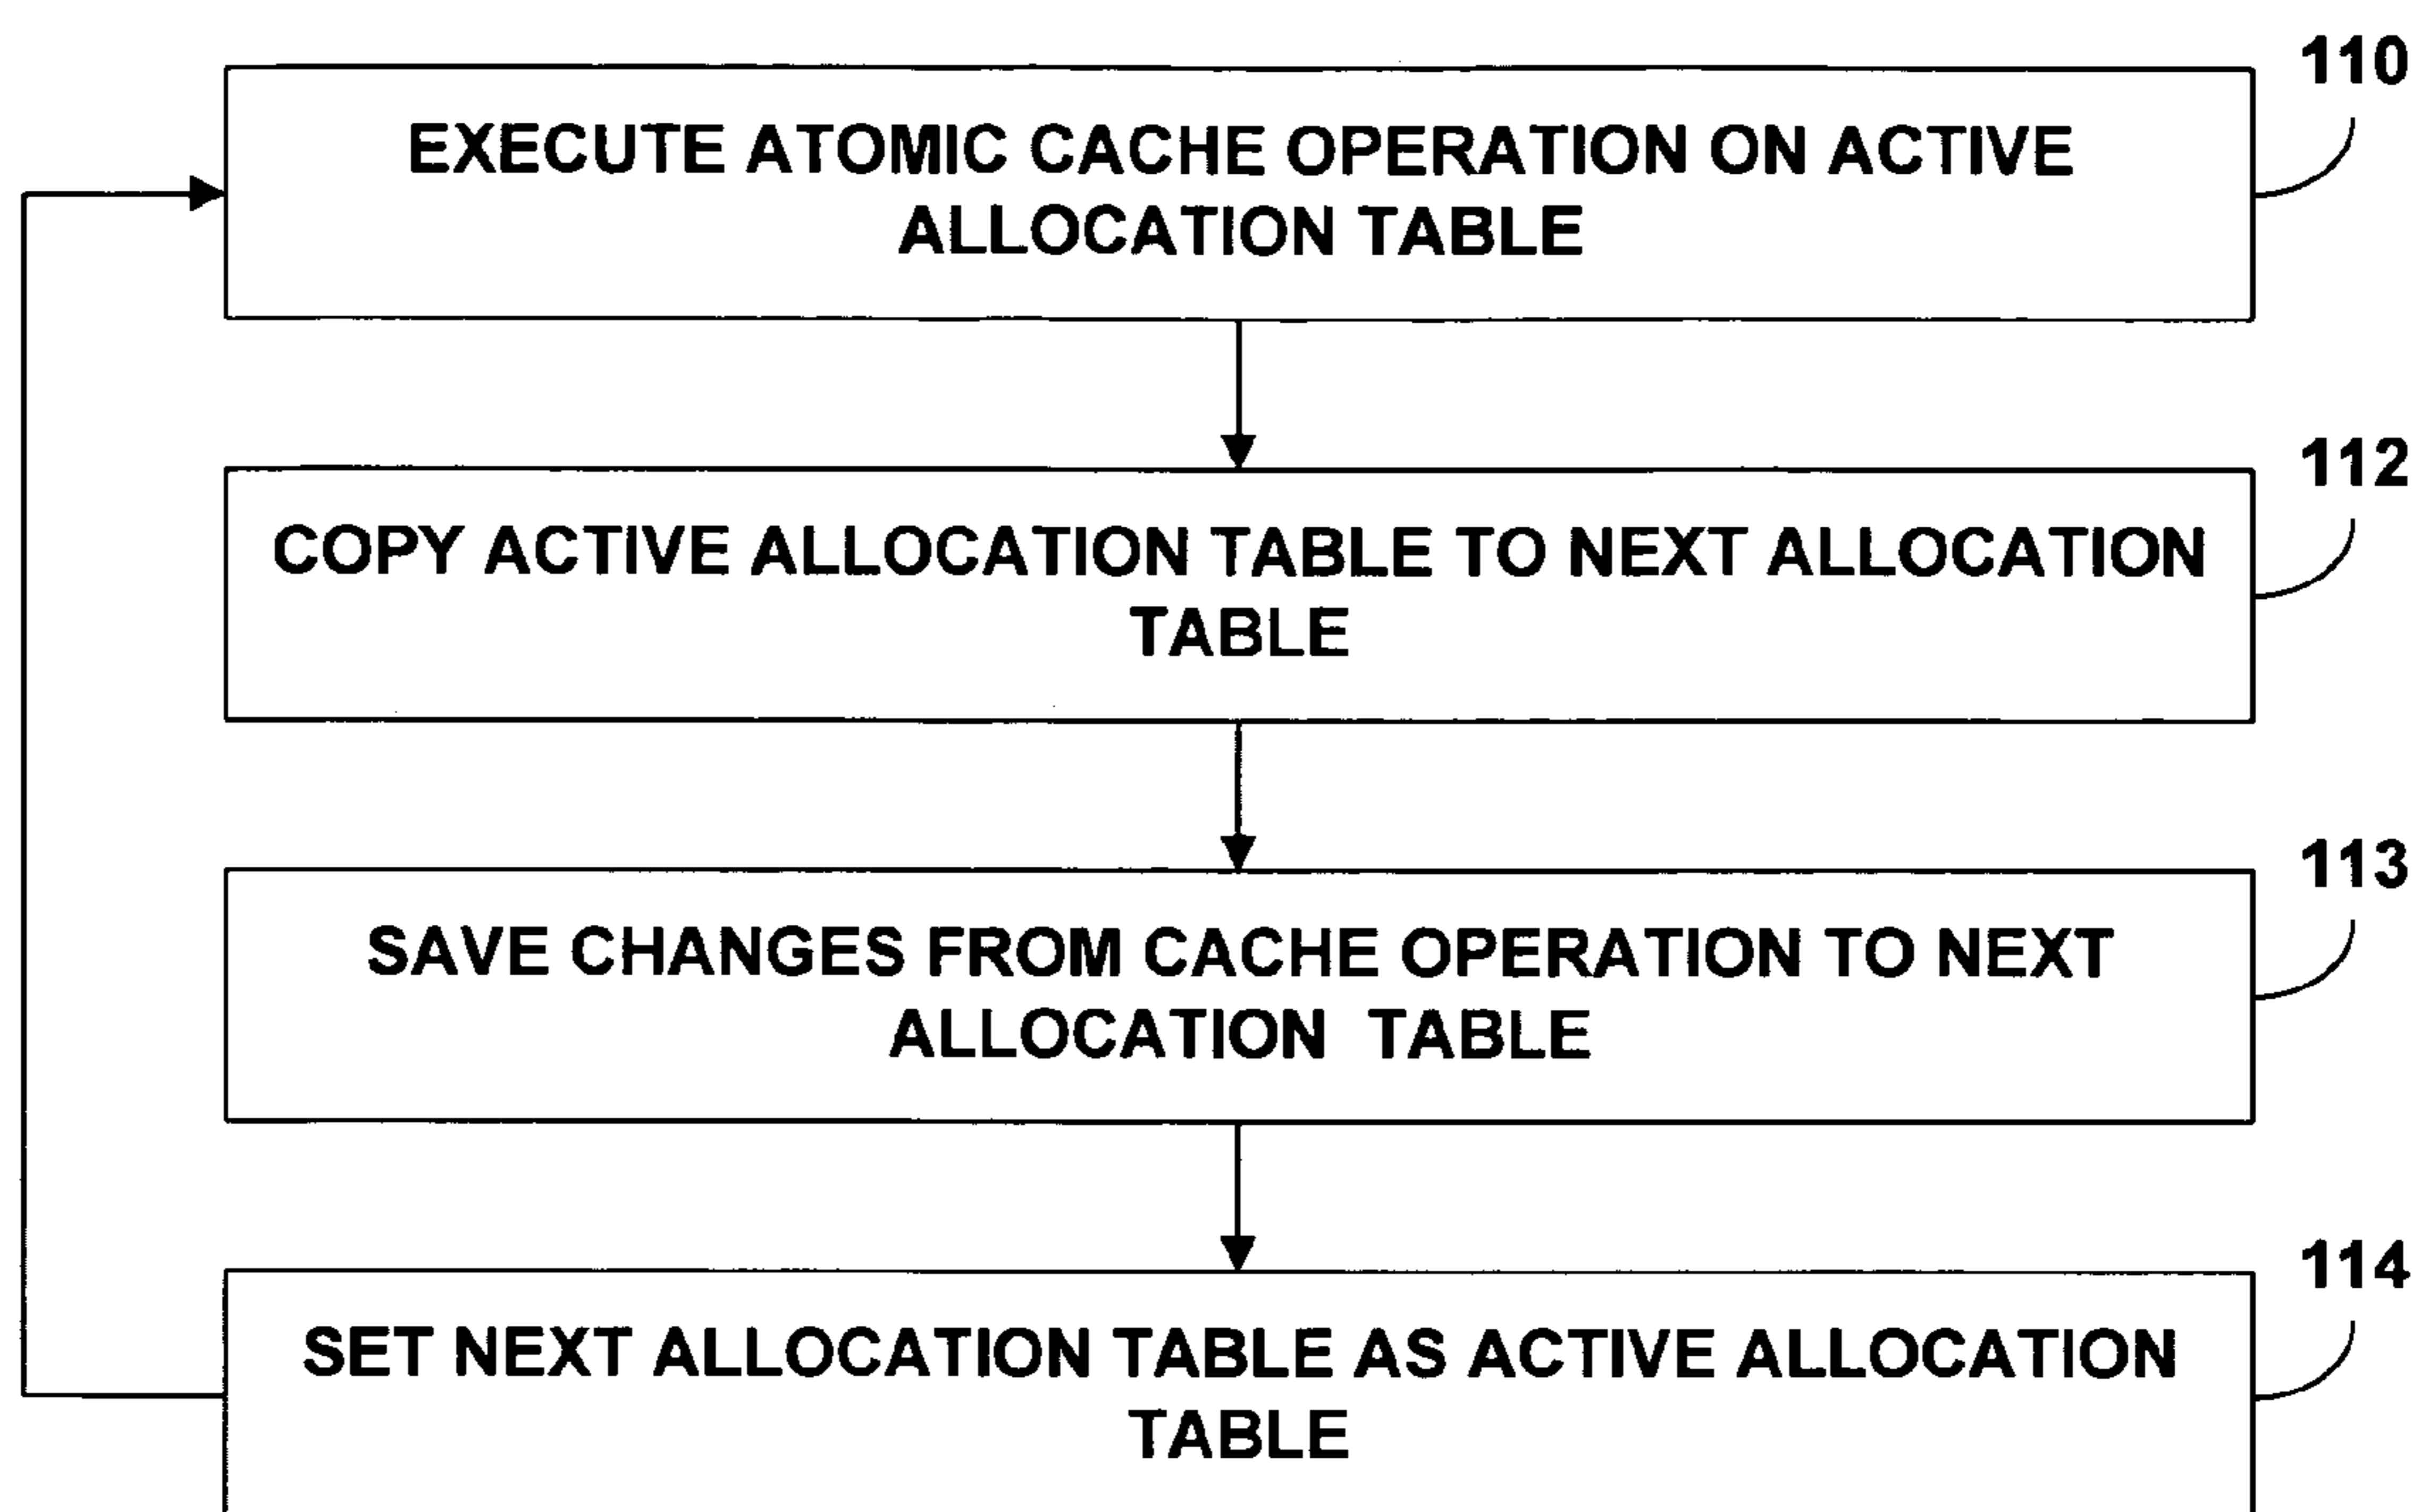 110
EXECUTE ATOMIC CACHE OPERATION ON ACTIVE
ALLOCATION TABLE
112
COPY ACTIVE ALLOCATION TABLE TO NEXT ALLOCATION
TABLE
113
SAVE CHANGES FROM CACHE OPERATION TO NEXT
ALLOCATION TABLE
114
SET NEXT ALLOCATION TABLE AS ACTIVE ALLOCATION
TABLE